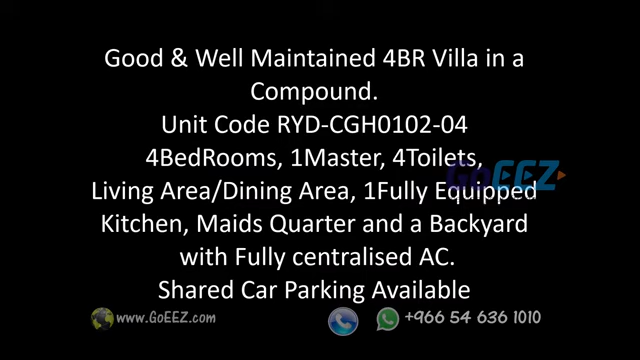 Good & Well Maintained 4BR Villa in a
Compound.
Unit Code RYD-CGH0102-04
4BedRooms, 1Master, 4Toilets,
GoEEZ
Living Area/Dining Area, 1Fully Equipped
Kitchen, Maids Quarter and a Backyard
with Fully centralised AC.
Shared Car Parking Available
www.GoEEZ.com +966 54 636 1010